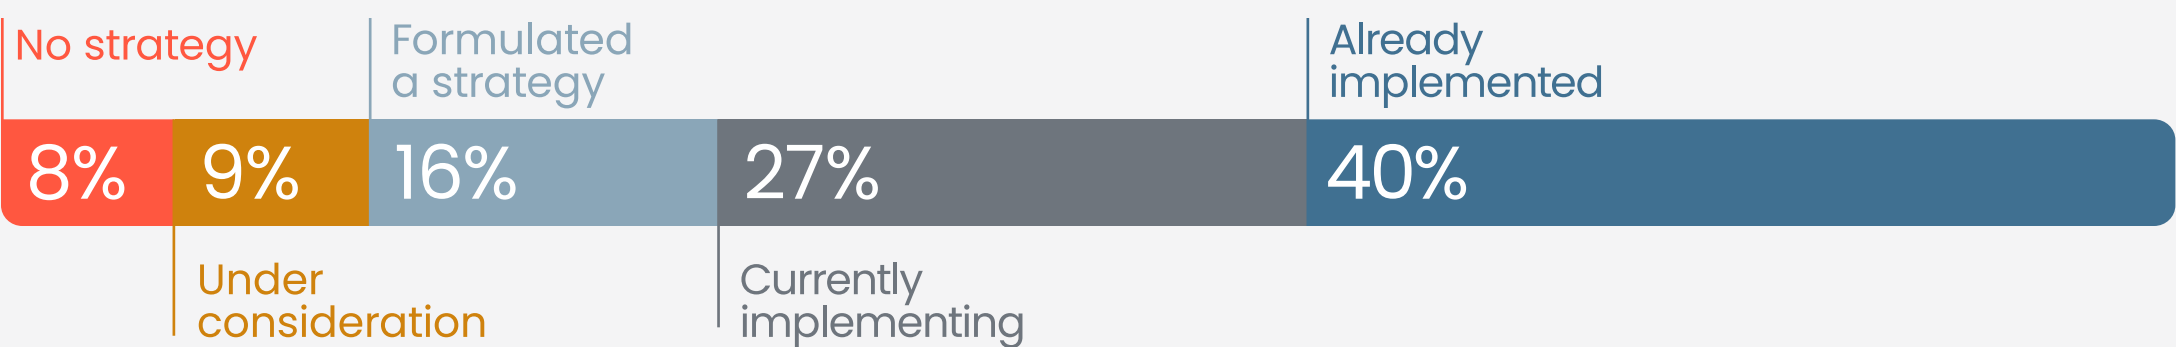 No strategy
Formulated
a strategy
Already
implemented
8%
9%
16%
27%
40%
Under
consideration
Currently
implementing